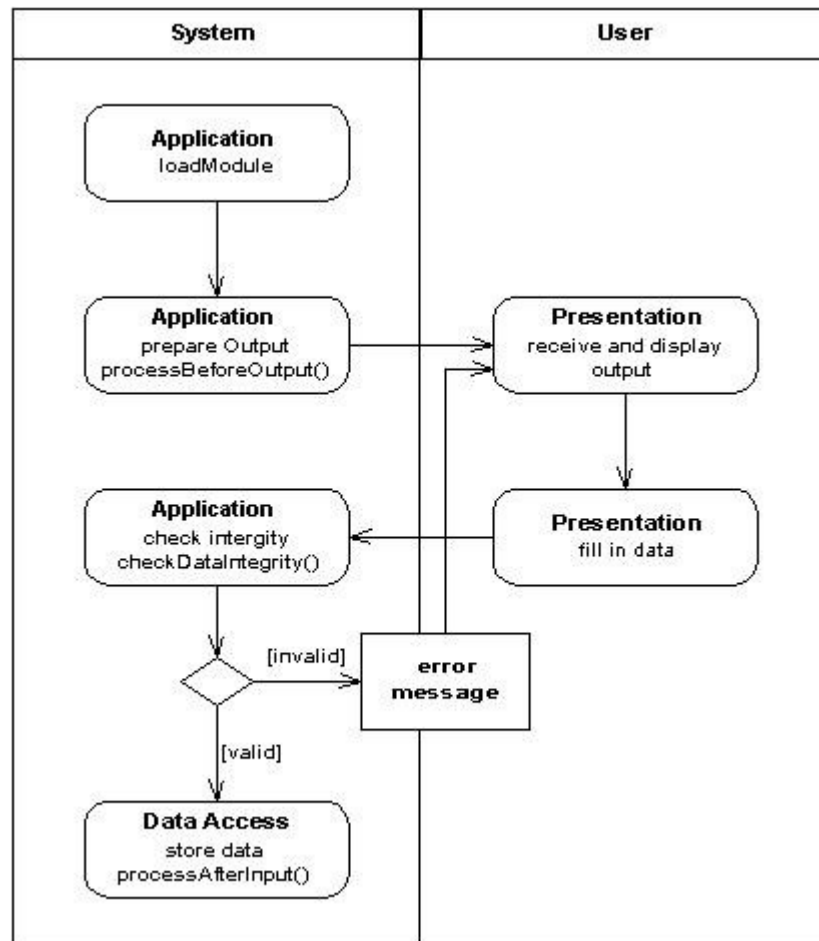 System
User
Application
loadModule
Application
prepare Output
processBeforeOutput()
Presentation
receive and display
output
Application
check intergity
checkDataIntegrity()
Presentation
fill in data
[invalid]
error
message
[valid]
Data Access
store data
processAfterInput()